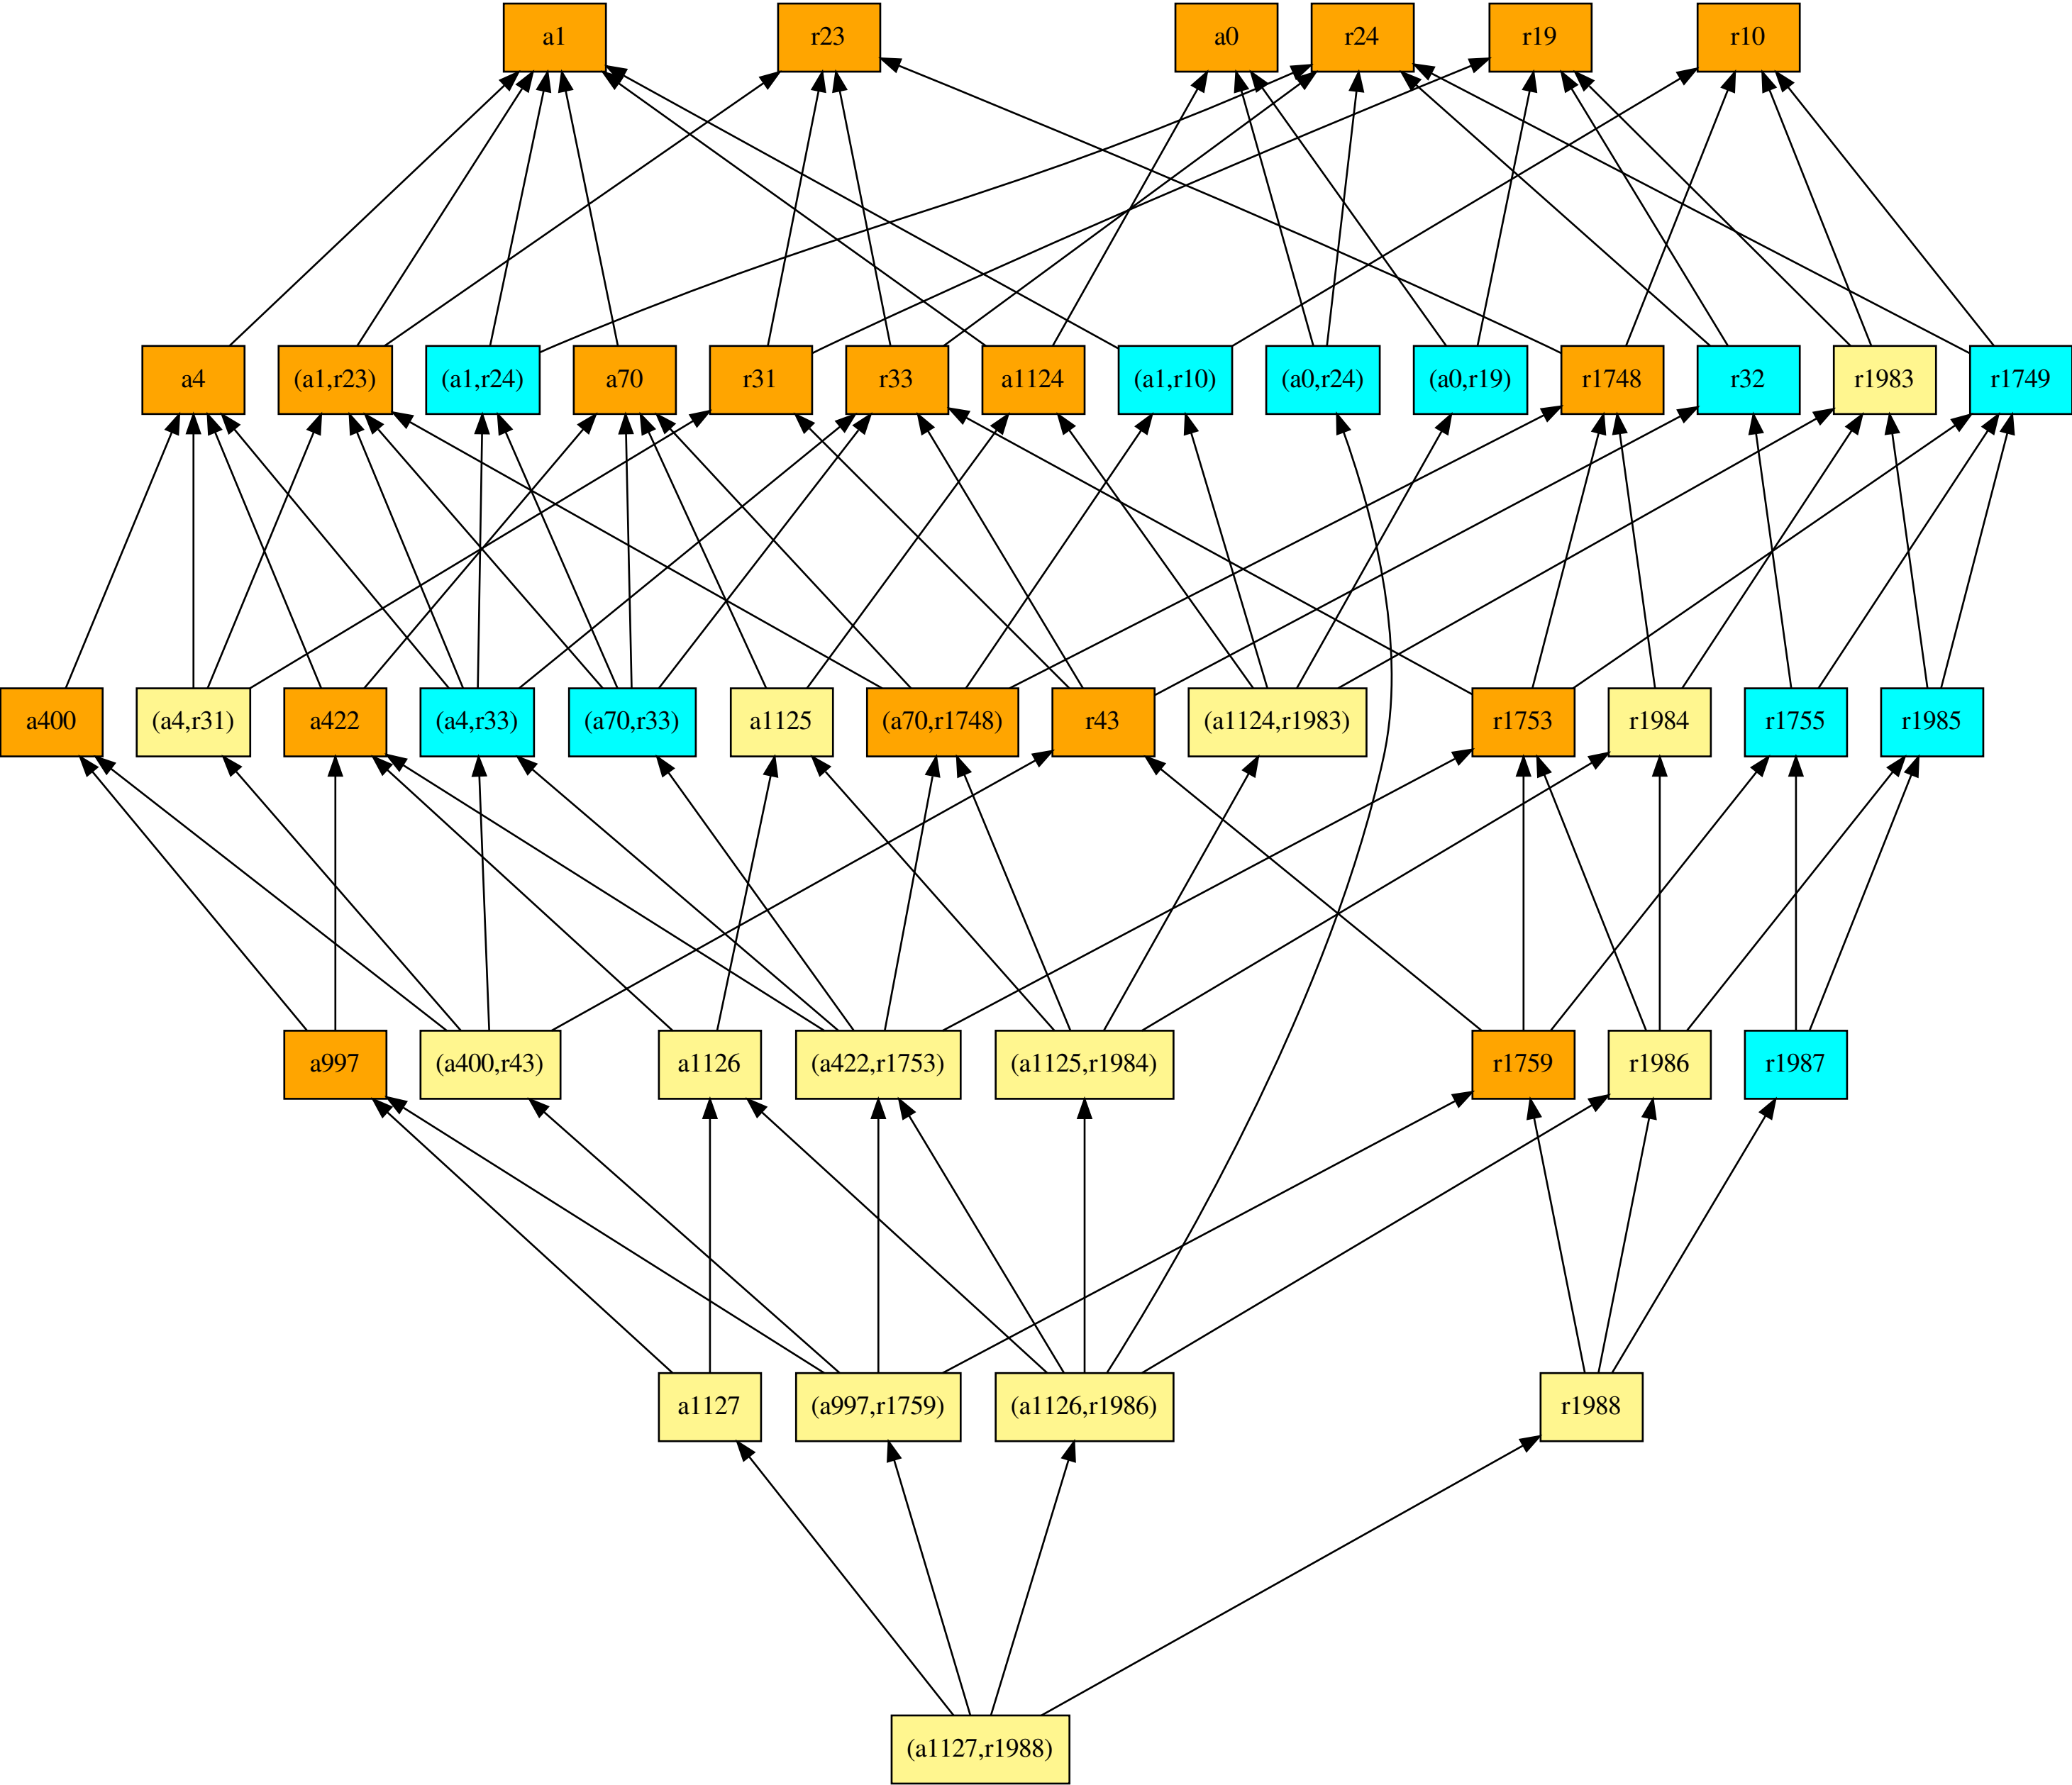 a1
r23
a0
r24
r19
r10
a4
(a1,r23)
(a1,r24)
a70
r31
r33
a1124
(a1,r10)
(a0,r24)
(a0,r19)
r1748
r32
r1983
r1749
a400
(a4,r31)
a422
(a4,r33)
(a70,r33)
a1125
(a70,r1748)
r43
(a1124,r1983)
r1753
r1984
r1755
r1985
a997
(a400,r43)
a1126
(a422,r1753)
(a1125,r1984)
r1759
r1986
r1987
a1127
(a997,r1759)
(a1126,r1986)
r1988
(a1127,r1988)